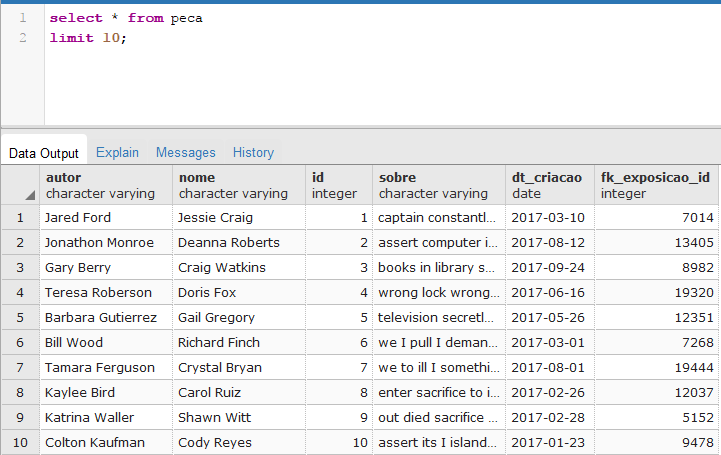 1 select * from peca
2 limit 10;
Data Output Explain Messages History
autor nome id sobre dt_criacao fk_exposicao_id
character varying character varying integer character varying date integer
1 Jared Ford Jessie Craig 1 captain constantl... 2017-03-10 7014
2 Jonathon Monroe Deanna Roberts 2 assert computer i... 2017-08-12 13405
3 Gary Berry Craig Watkins 3 books in library s... 2017-09-24 8982
4 Teresa Roberson Doris Fox 4 wrong lock wrong... 2017-06-16 19320
5 Barbara Gutierrez Gail Gregory 5 television secretl... 2017-05-26 12351
6 Bill Wood Richard Finch 6 we I pull I deman... 2017-03-01 7268
7 Tamara Ferguson Crystal Bryan 7 we to ill I somethi... 2017-08-01 19444
8 Kaylee Bird Carol Ruiz 8 enter sacrifice to i... 2017-02-26 12037
9 Katrina Waller Shawn Witt 9 out died sacrifice ... 2017-02-28 5152
10 Colton Kaufman Cody Reyes 10 assert its I island... 2017-01-23 9478